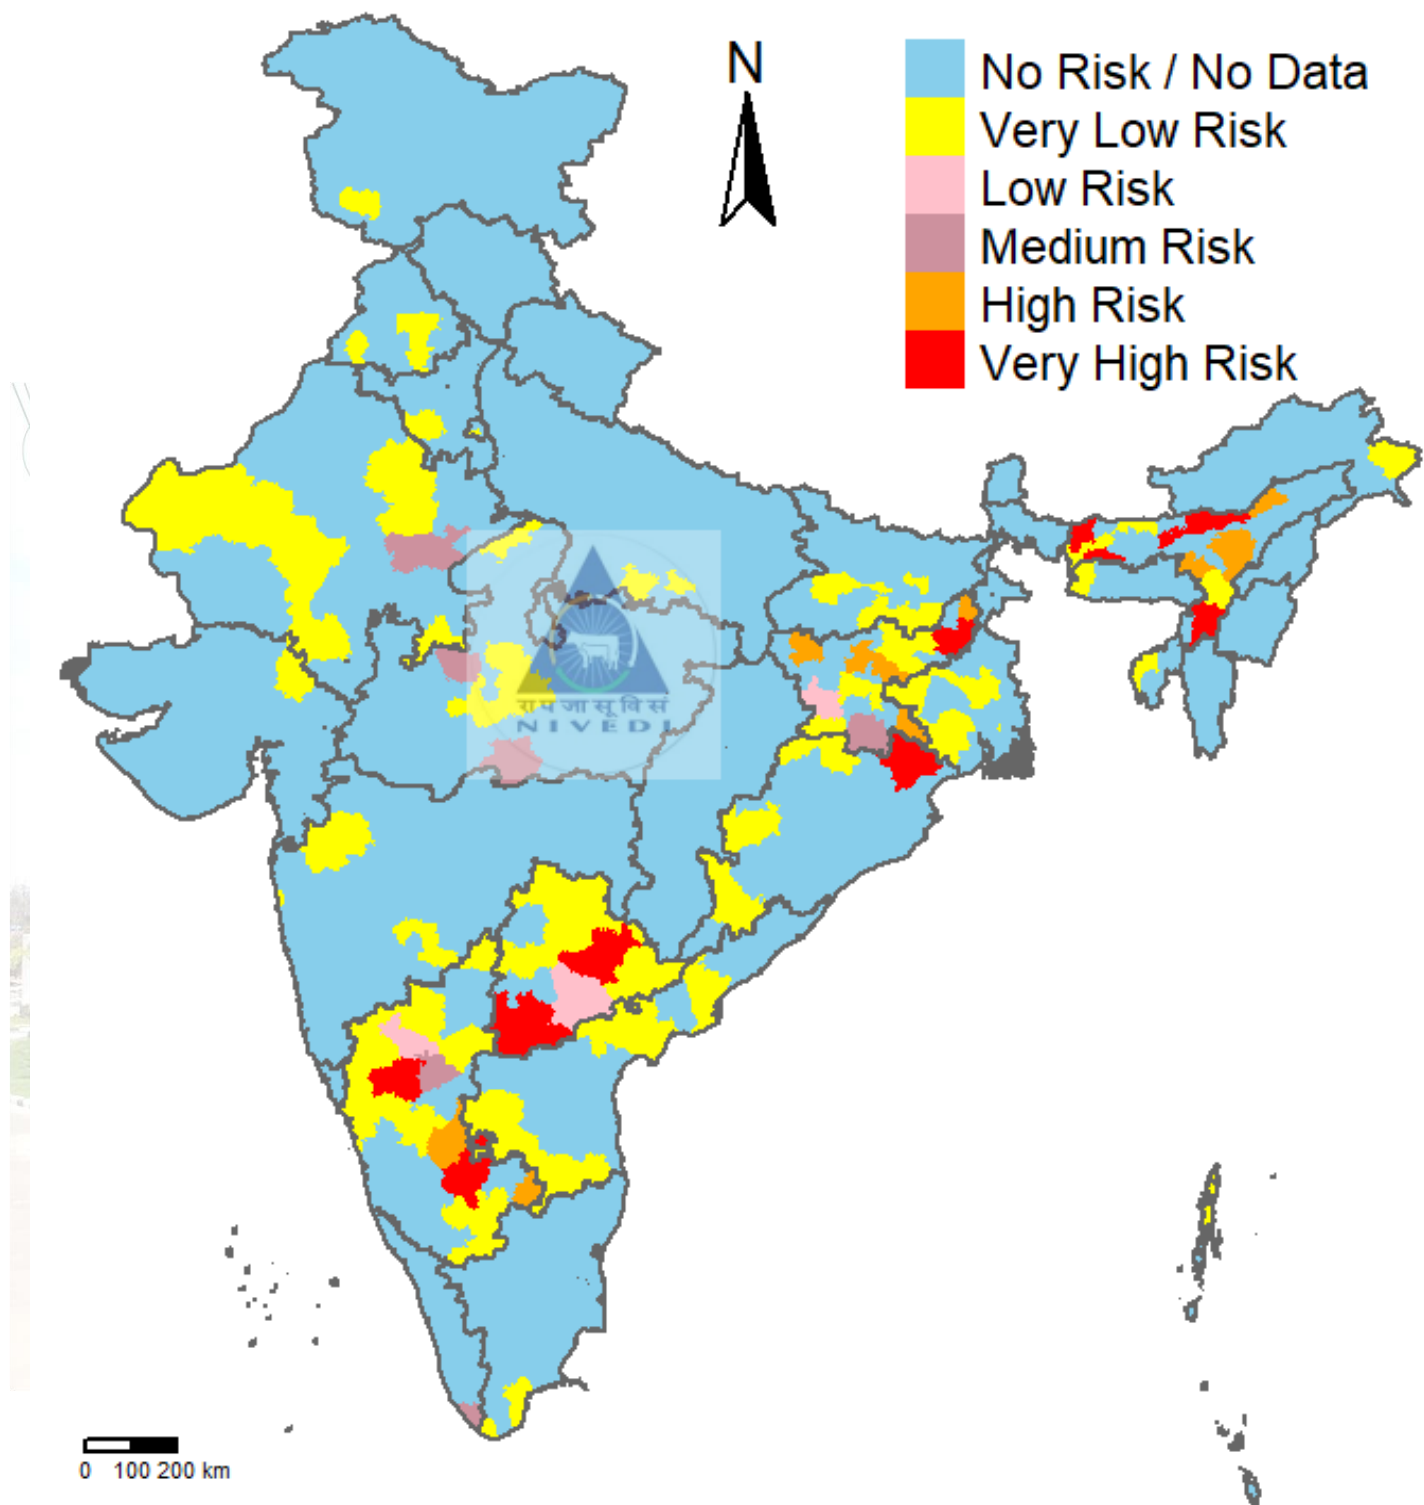 N
No Risk / No Data
Very Low Risk
Low Risk
Medium Risk
High Risk
Very High Risk
रा प जा सू वि सं
NIVEDI
0 100 200 km